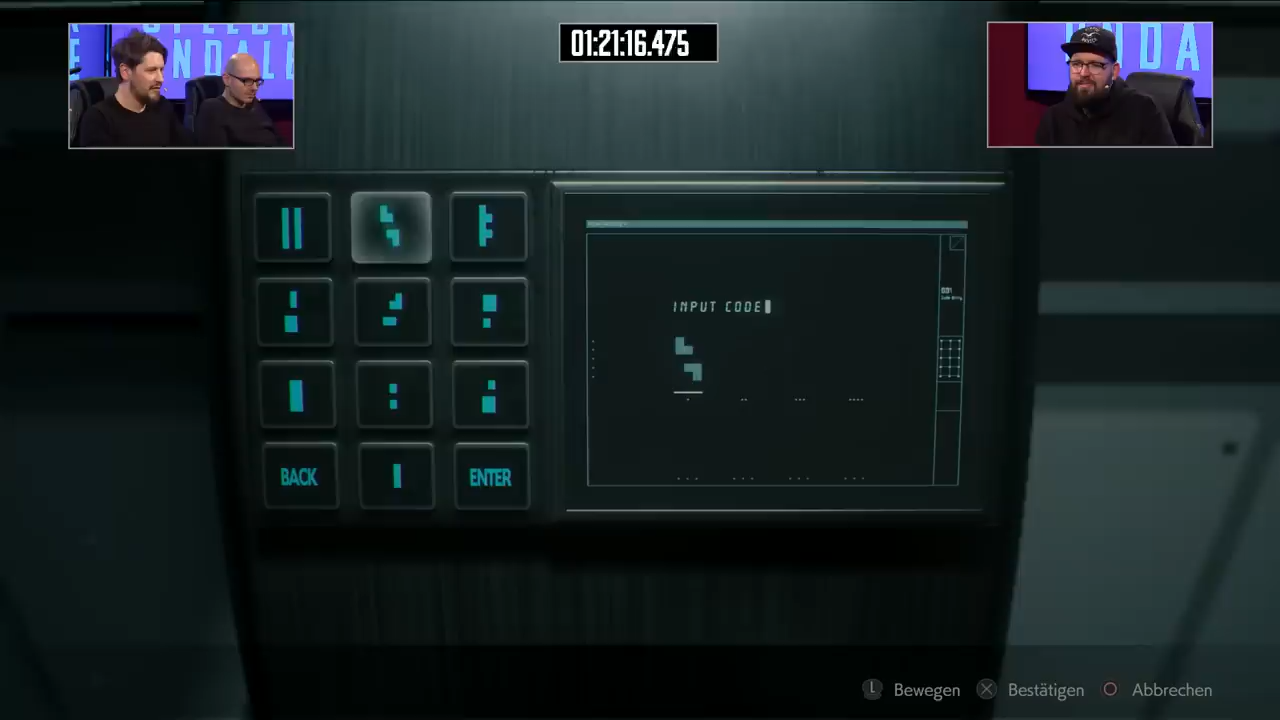 01:21:16.475
INPUT CODE
BACK
ENTER
Bewegen
Bestätigen
Abbrechen